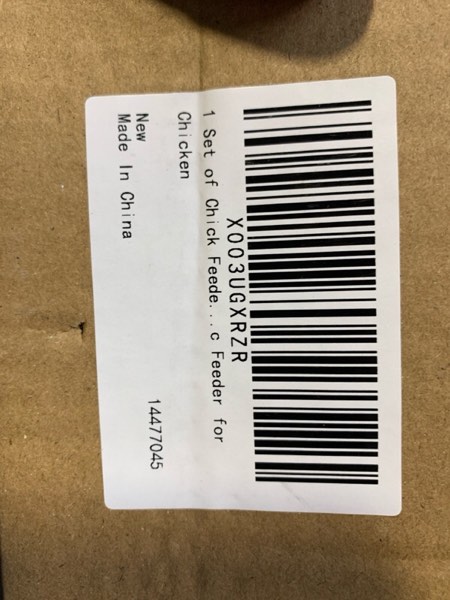 X003UGXRZR
1 Set of Chick Feede...c Feeder for
Chicken
New
Made In China
14477045